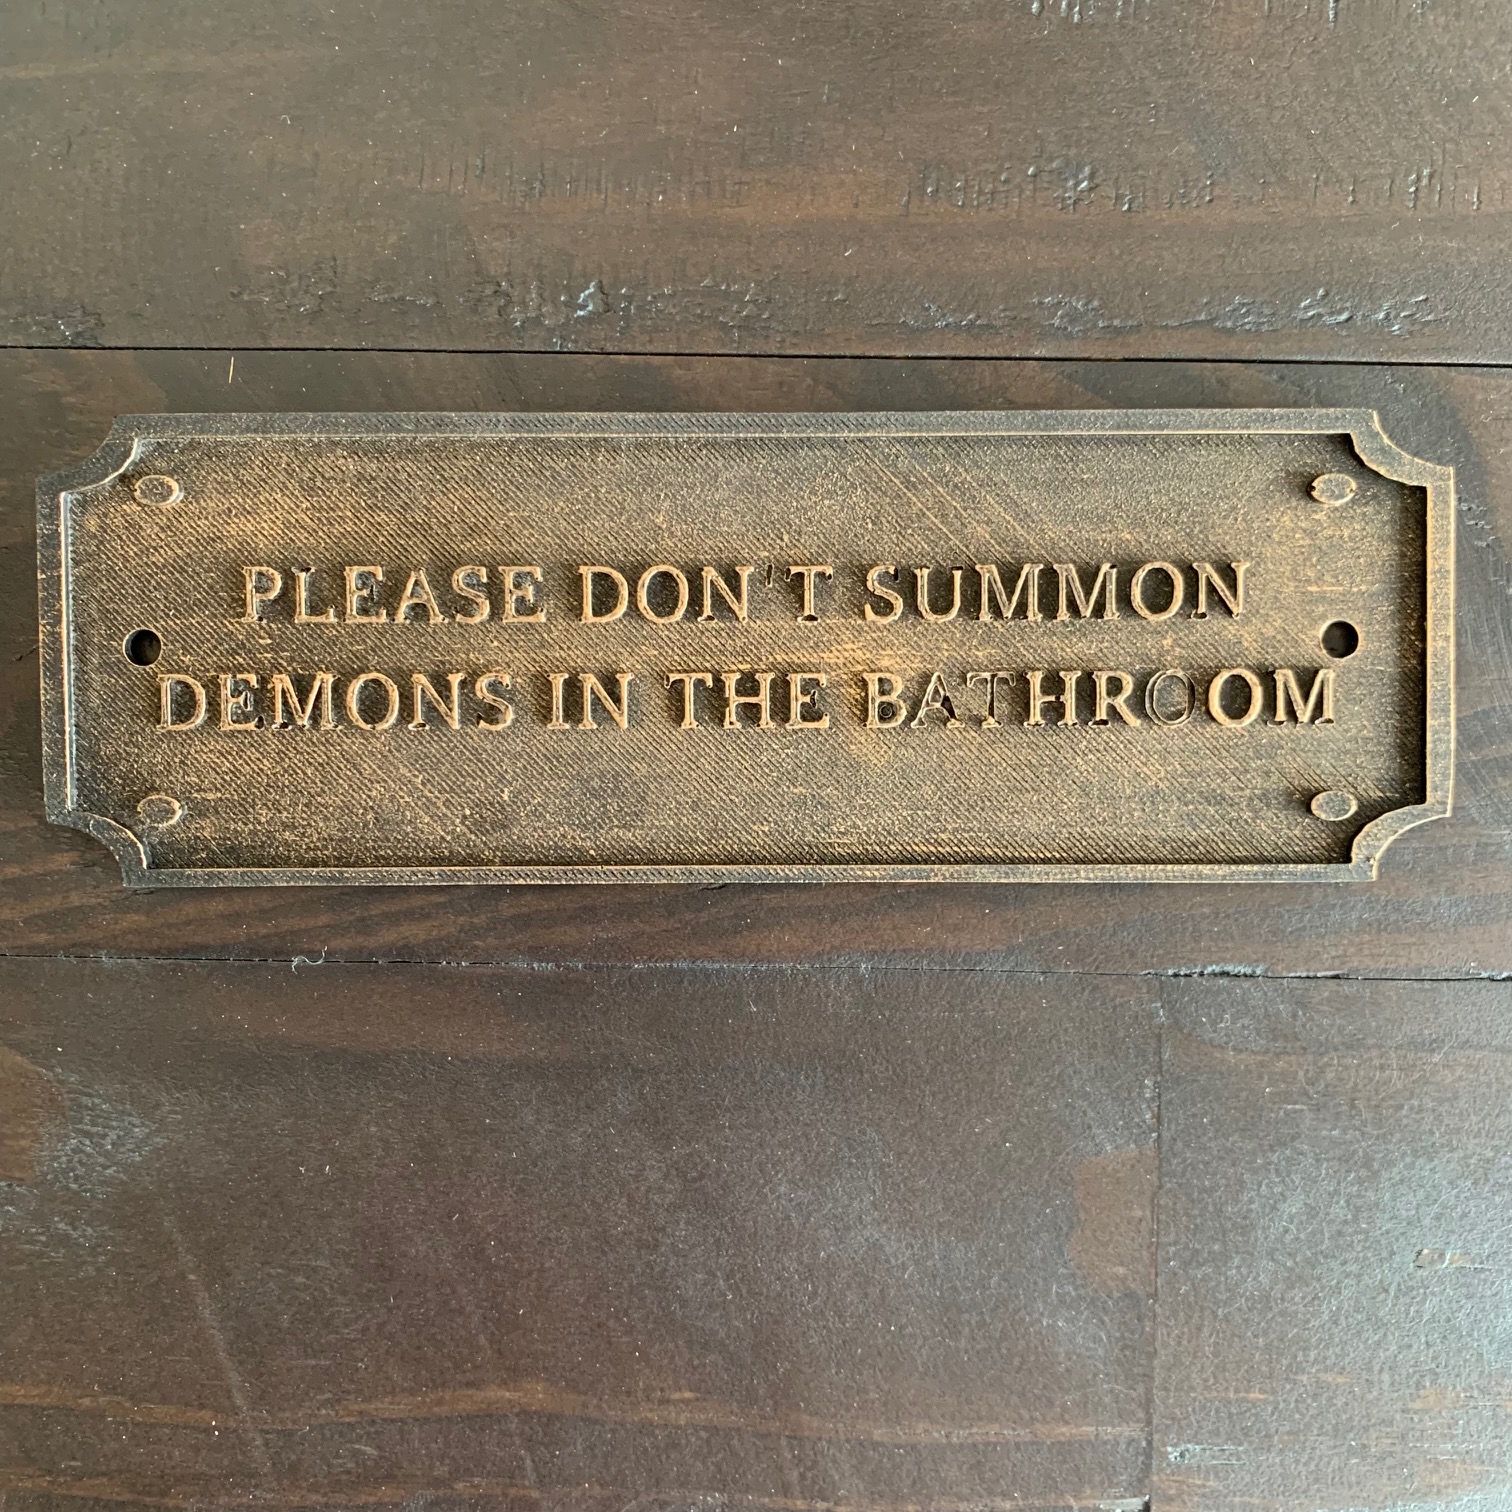 PLEASE DON'T SUMMON
DEMONS IN THE BATHROOM